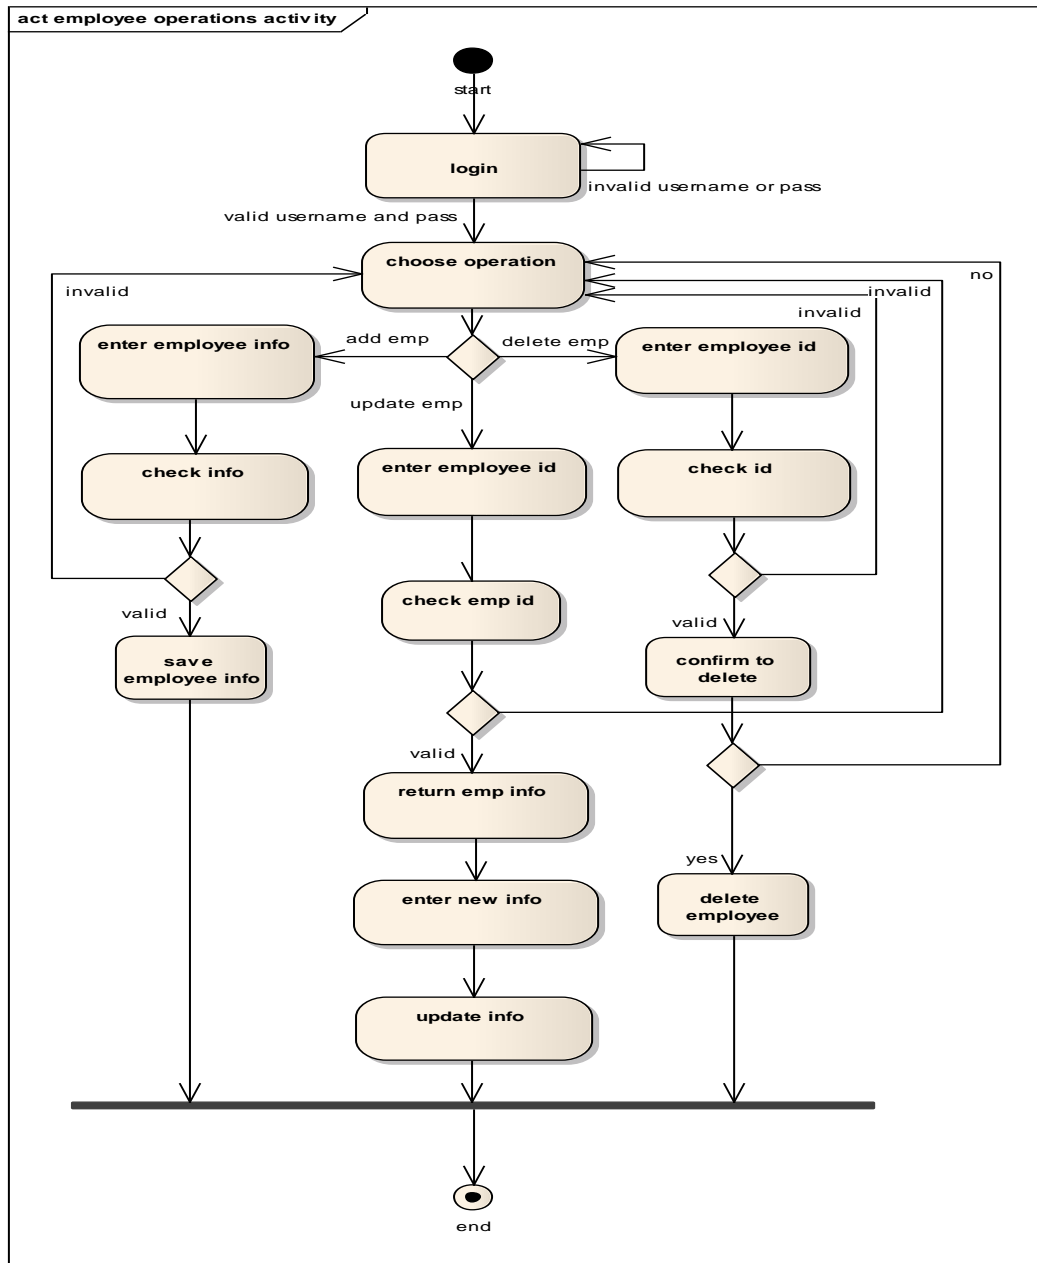 act employee operations activity
start
login
invalid username or pass
valid username and pass
choose operation
no
invalid
invalid
invalid
add emp
delete emp
enter employee info
enter employee id
update emp
check info
enter employee id
check id
check emp id
valid
valid
save
employee info
confirm to
delete
valid
return emp info
yes
enter new info
delete
employee
update info
end